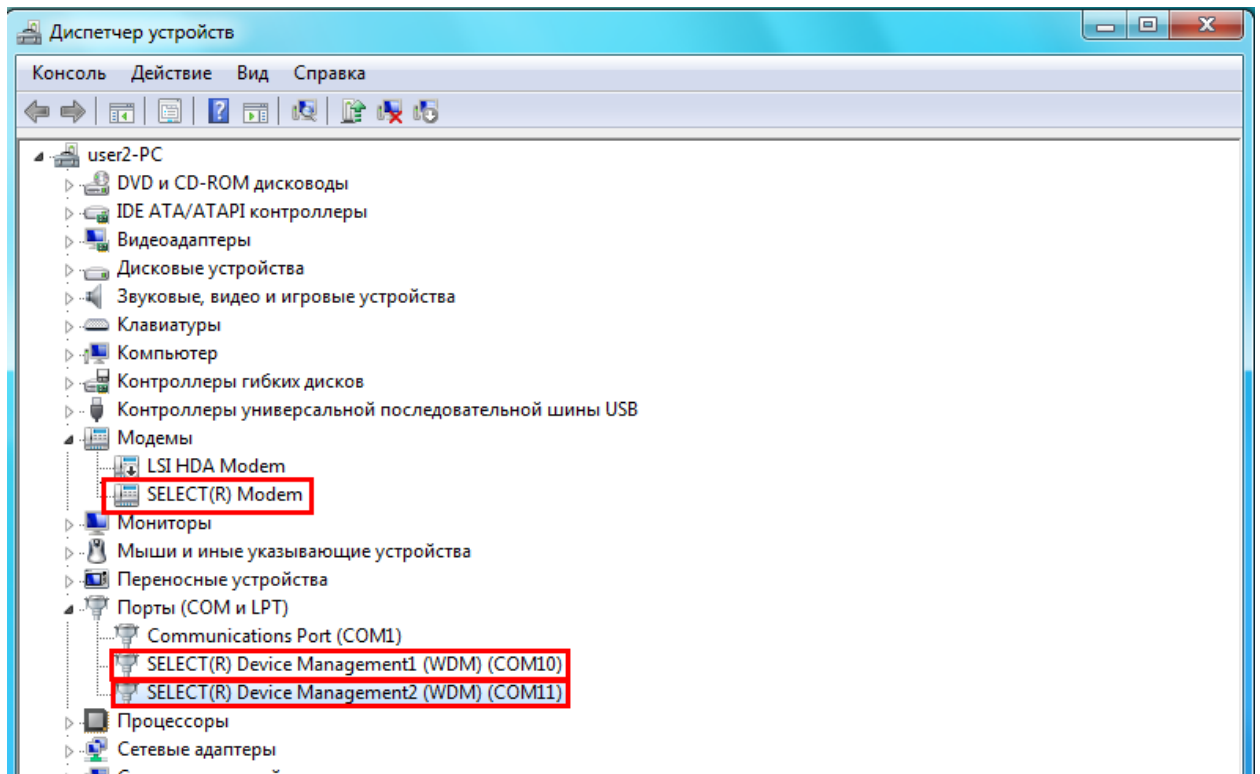 Диспетчер устройств
Консоль Действие Вид Справка
user2-PC
DVD и CD-ROM дисководы
IDE ATA/ATAPI контроллеры
Видеоадаптеры
Дисковые устройства
Звуковые, видео и игровые устройства
Клавиатуры
Компьютер
Контроллеры гибких дисков
Контроллеры универсальной последовательной шины USB
Модемы
LSI HDA Modem
SELECT(R) Modem
Мониторы
Мыши и иные указывающие устройства
Переносные устройства
Порты (COM и LPT)
Communications Port (COM1)
SELECT(R) Device Management1 (WDM) (COM10)
SELECT(R) Device Management2 (WDM) (COM11)
Процессоры
Сетевые адаптеры